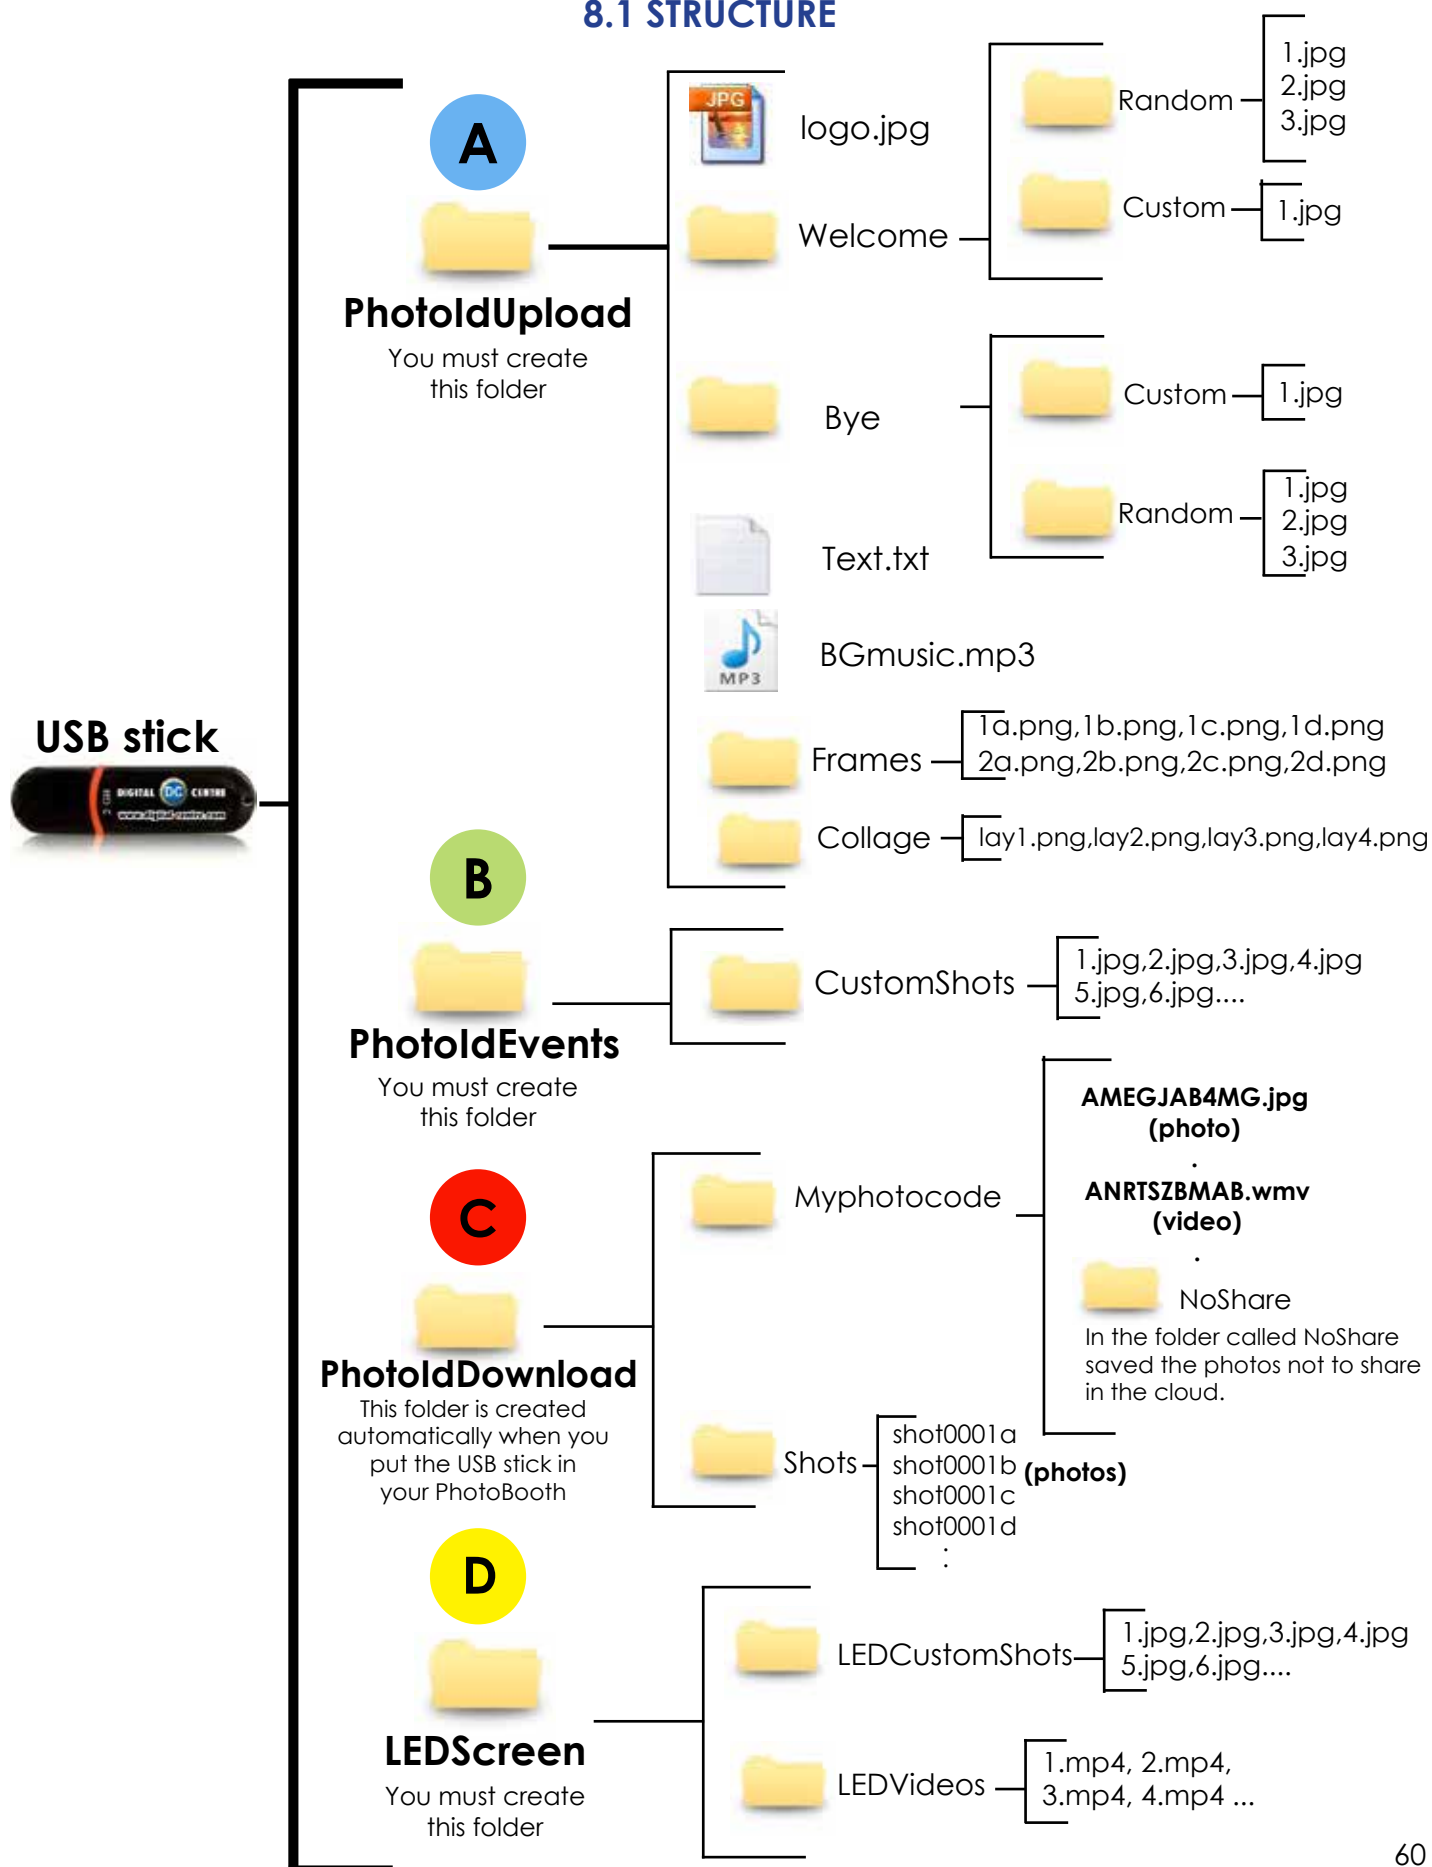 8.1 STRUCTURE
A
PhotoIdUpload
You must create
this folder
JPG
logo.jpg
Welcome
Random
1.jpg
2.jpg
3.jpg
Custom
1.jpg
Bye
Custom
1.jpg
Random
1.jpg
2.jpg
3.jpg
Text.txt
MP3
BGmusic.mp3
Frames
1a.png,1b.png,1c.png,1d.png
2a.png,2b.png,2c.png,2d.png
Collage
lay1.png,lay2.png,lay3.png,lay4.png
USB stick
2 GB
DIGITAL DC CENTRE
www.digital-centre.com
B
PhotoIdEvents
You must create
this folder
CustomShots
1.jpg,2.jpg,3.jpg,4.jpg
5.jpg,6.jpg....
C
PhotoIdDownload
This folder is created
automatically when you
put the USB stick in
your PhotoBooth
Myphotocode
AMEGJAB4MG.jpg
(photo)
.
ANRTSZBMAB.wmv
(video)
.
NoShare
In the folder called NoShare
saved the photos not to share
in the cloud.
Shots
shot0001a
shot0001b
shot0001c
shot0001d
:
(photos)
D
LEDScreen
You must create
this folder
LEDCustomShots
1.jpg,2.jpg,3.jpg,4.jpg
5.jpg,6.jpg....
LEDVideos
1.mp4, 2.mp4,
3.mp4, 4.mp4 ...
60